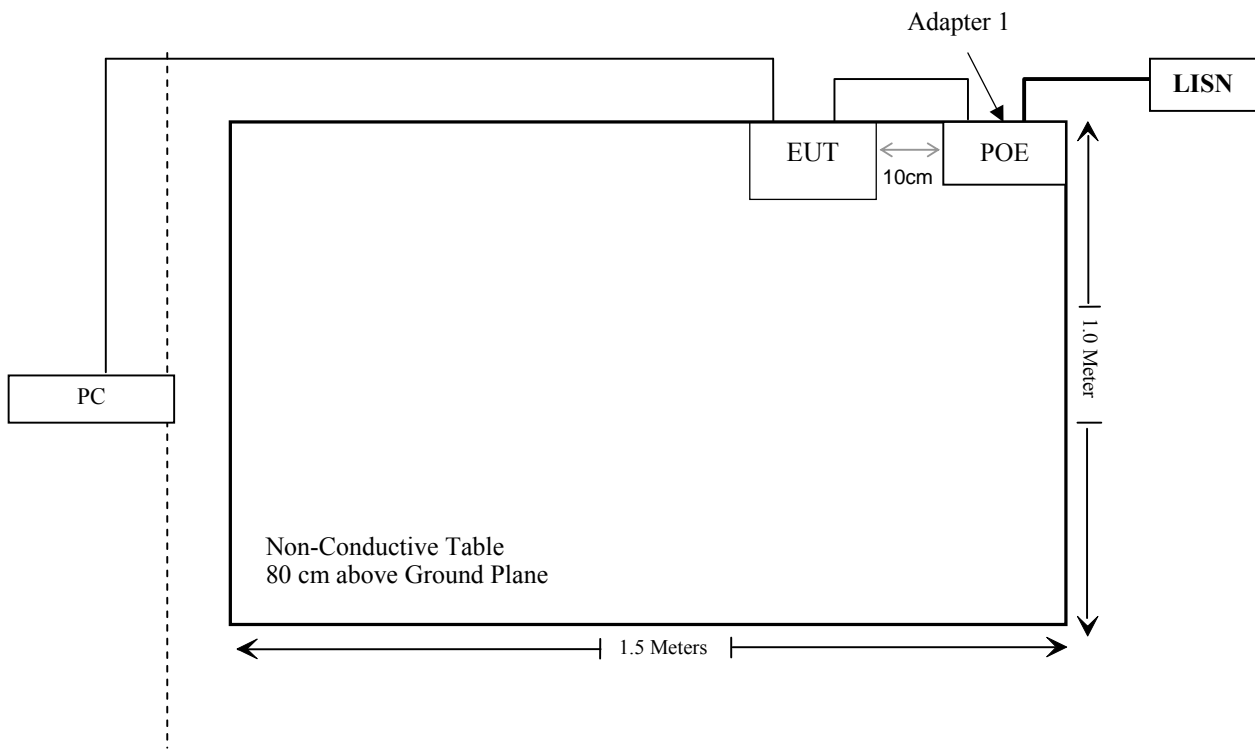 Adapter 1
LISN
EUT
POE
10cm
1.0 Meter
PC
Non-Conductive Table
80 cm above Ground Plane
1.5 Meters